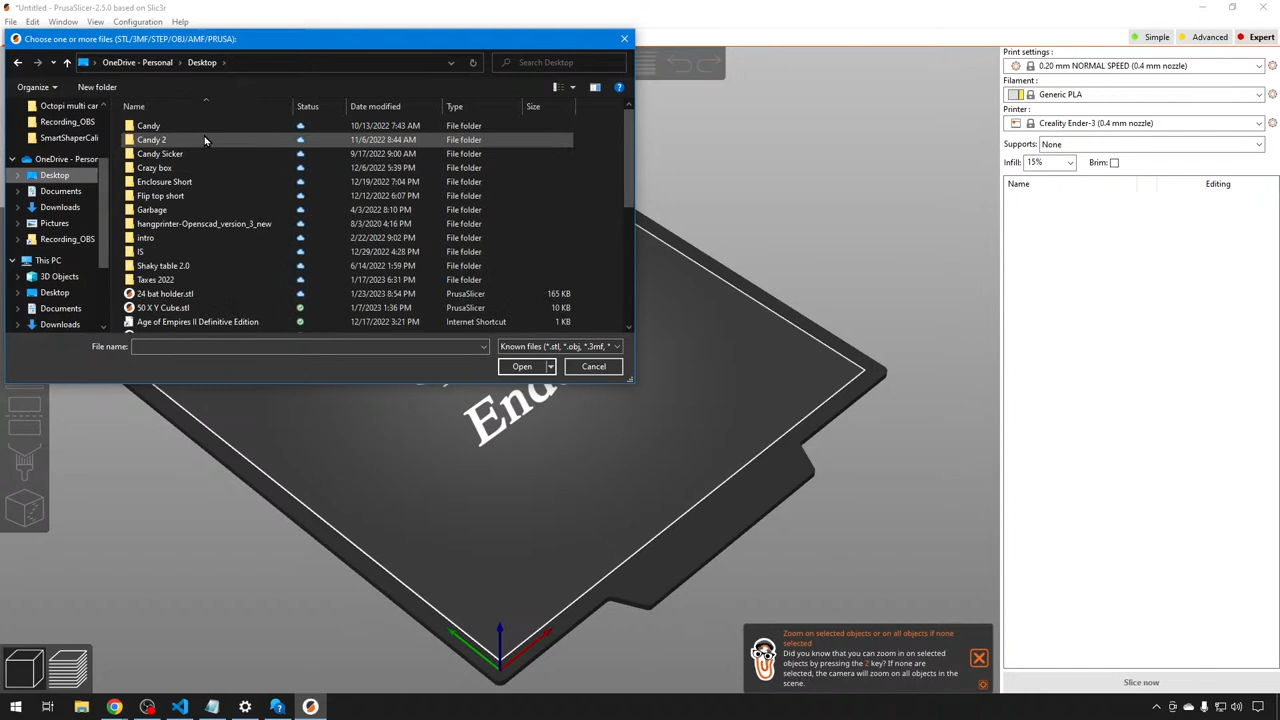 *Untitled - PrusaSlicer-2.5.0 based on Slic3r
File Edit Window View Configuration Help
Choose one or more files (STL/3MF/STEP/OBJ/AMF/PRUSA):
OneDrive - Personal > Desktop >
Search Desktop
Organize New folder
Name Status Date modified Type Size
Octopi multi car
Recording_OBS
SmartShaperCali
OneDrive - Person
Desktop
Documents
Downloads
Pictures
Recording_OBS
This PC
3D Objects
Desktop
Documents
Downloads
Candy 10/13/2022 7:43 AM File folder
Candy 2 11/6/2022 8:44 AM File folder
Candy Sicker 9/17/2022 9:00 AM File folder
Crazy box 12/6/2022 5:39 PM File folder
Enclosure Short 12/19/2022 7:04 PM File folder
Flip top short 12/12/2022 6:07 PM File folder
Garbage 4/3/2022 8:10 PM File folder
hangprinter-Openscad_version_3_new 8/3/2020 4:16 PM File folder
intro 2/22/2022 9:02 PM File folder
IS 12/29/2022 4:28 PM File folder
Shaky table 2.0 6/14/2022 1:59 PM File folder
Taxes 2022 1/17/2023 6:31 PM File folder
24 bat holder.stl 1/23/2023 8:54 PM PrusaSlicer 165 KB
50 X Y Cube.stl 1/7/2023 1:36 PM PrusaSlicer 10 KB
Age of Empires II Definitive Edition 12/17/2022 3:21 PM Internet Shortcut 1 KB
File name: Known files (*.stl, *.obj, *.3mf, *
Open Cancel
Simple Advanced Expert
Print settings:
0.20 mm NORMAL SPEED (0.4 mm nozzle)
Filament:
Generic PLA
Printer:
Creality Ender-3 (0.4 mm nozzle)
Supports: None
Infill: 15% Brim:
Name Editing
Zoom on selected objects or on all objects if none
selected
Did you know that you can zoom in on selected
objects by pressing the Z key? If none are
selected, the camera will zoom on all objects in the
scene.
Slice now